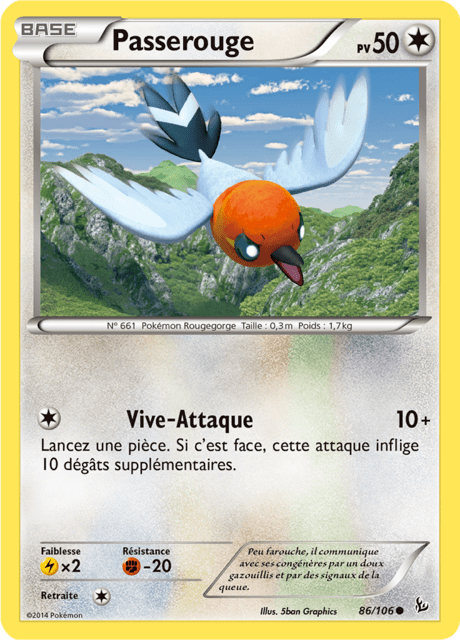 BASE
Passerouge
PV 50
N° 661 Pokémon Rougegorge Taille : 0,3 m Poids : 1,7 kg
Vive-Attaque 10+
Lancez une pièce. Si c'est face, cette attaque inflige
10 dégâts supplémentaires.
Faiblesse Résistance
×2 -20
Retraite
Peu farouche, il communique
avec ses congénères par un doux
gazouillis et par des signaux de la
queue.
©2014 Pokémon
Illus. 5ban Graphics 86/106